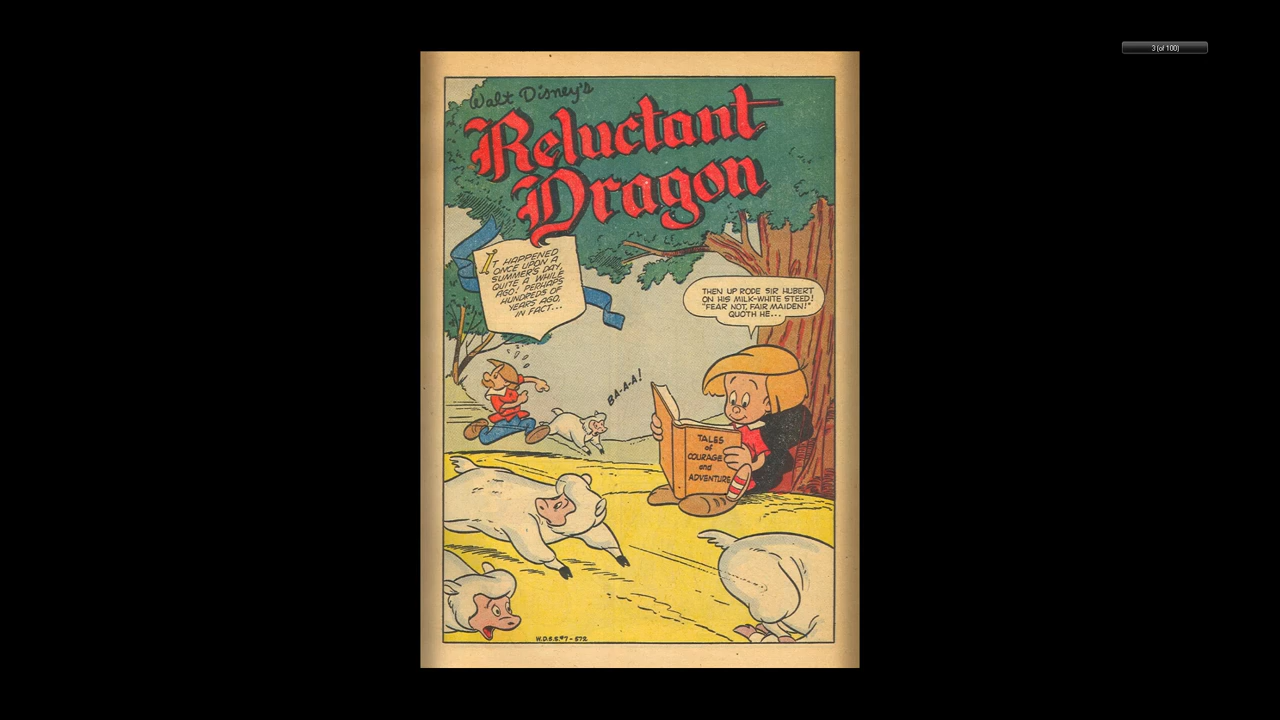 3 (of 100)
Walt Disney's
Reluctant
Dragon
IT HAPPENED
ONCE UPON A
SUMMER'S DAY,
QUITE A WHILE
AGO! PERHAPS
HUNDREDS OF
YEARS AGO,
IN FACT...
THEN UP RODE SIR HUBERT
ON HIS MILK-WHITE STEED!
"FEAR NOT, FAIR MAIDEN!"
QUOTH HE...
BA-A-A!
TALES
of
COURAGE
and
ADVENTURE
W.D.S.S.#7-572